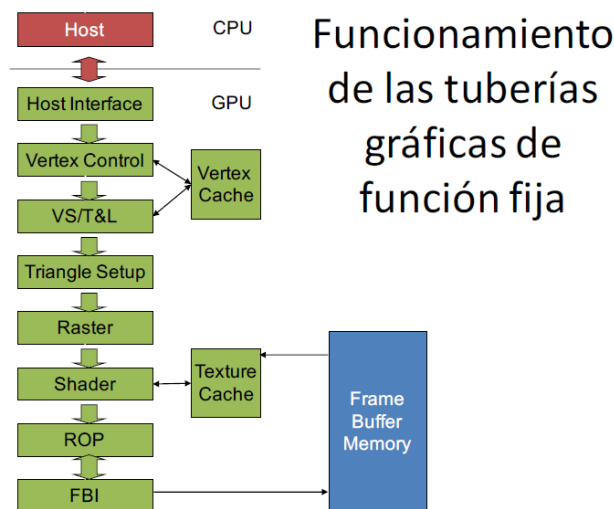 Funcionamiento
de las tuberías
gráficas de
función fija
Host
CPU
Host Interface
GPU
Vertex Control
Vertex
Cache
VS/T&L
Triangle Setup
Raster
Shader
Texture
Cache
Frame
Buffer
Memory
ROP
FBI